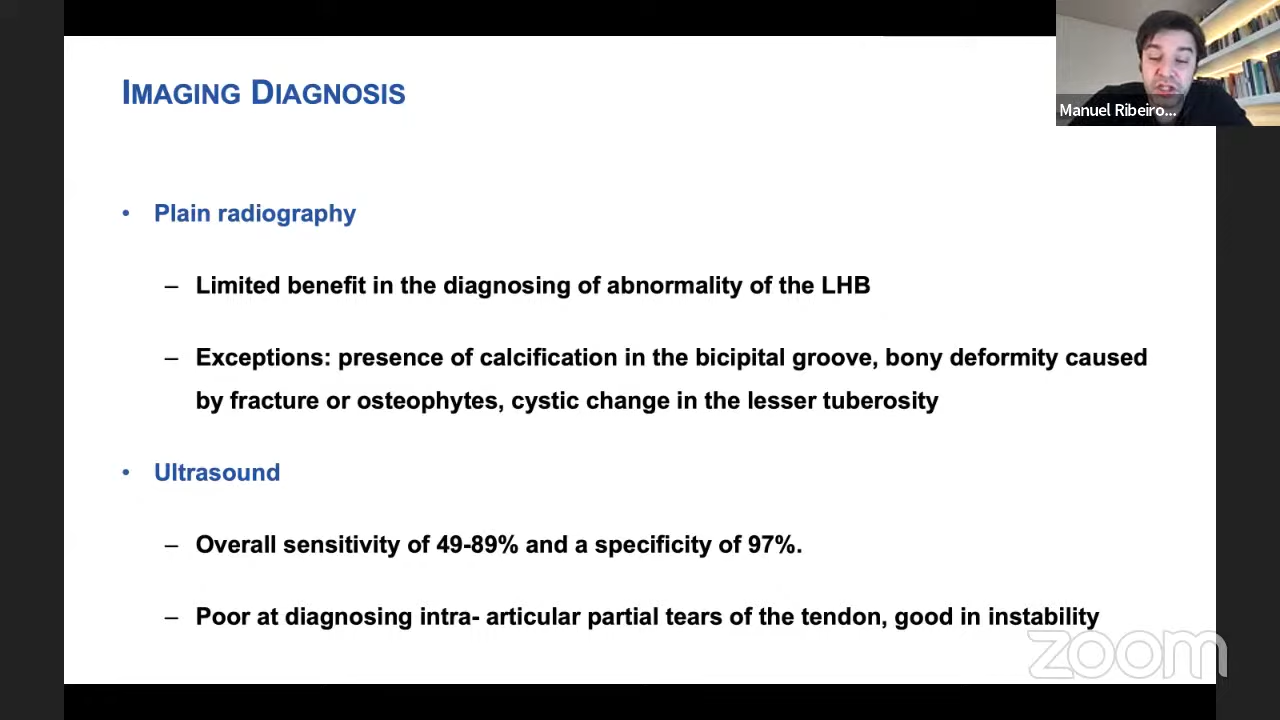 IMAGING DIAGNOSIS
Manuel Ribeiro...
• Plain radiography
– Limited benefit in the diagnosing of abnormality of the LHB
– Exceptions: presence of calcification in the bicipital groove, bony deformity caused
by fracture or osteophytes, cystic change in the lesser tuberosity
• Ultrasound
– Overall sensitivity of 49-89% and a specificity of 97%.
– Poor at diagnosing intra- articular partial tears of the tendon, good in instability
zoom